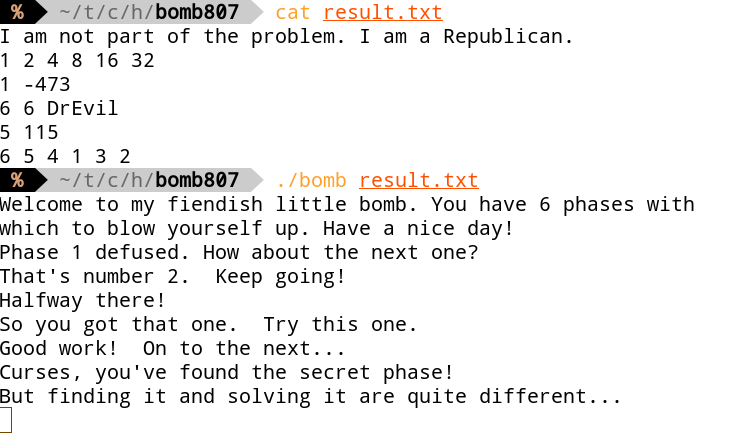 % ~/t/c/h/bomb807 cat result.txt
I am not part of the problem. I am a Republican.
1 2 4 8 16 32
1 -473
6 6 DrEvil
5 115
6 5 4 1 3 2
% ~/t/c/h/bomb807 ./bomb result.txt
Welcome to my fiendish little bomb. You have 6 phases with
which to blow yourself up. Have a nice day!
Phase 1 defused. How about the next one?
That's number 2.  Keep going!
Halfway there!
So you got that one.  Try this one.
Good work!  On to the next...
Curses, you've found the secret phase!
But finding it and solving it are quite different...